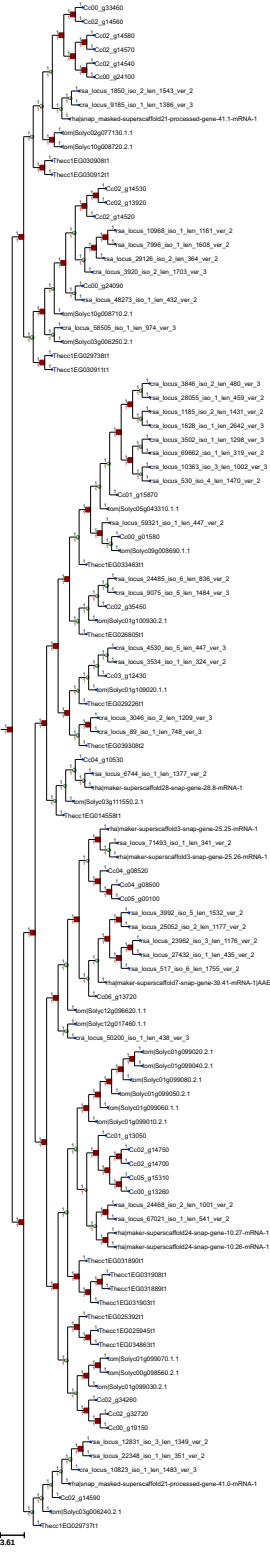 Cc00_g33460
Cc02_g14560
Cc02_g14580
Cc02_g14570
Cc02_g14540
Cc00_g24100
rsa_locus_1850_iso_2_len_1543_ver_2
cra_locus_9185_iso_1_len_1386_ver_3
rha|snap_masked-superscaffold21-processed-gene-41.1-mRNA-1
tom|Solyc02g077130.1.1
tom|Solyc10g008720.2.1
Thecc1EG030908t1
Thecc1EG030912t1
Cc02_g14530
Cc02_g13920
Cc02_g14520
rsa_locus_10968_iso_1_len_1161_ver_2
rsa_locus_7996_iso_1_len_1608_ver_2
rsa_locus_29126_iso_2_len_364_ver_2
cra_locus_3920_iso_2_len_1703_ver_3
Cc00_g24090
rsa_locus_48273_iso_1_len_432_ver_2
tom|Solyc10g008710.2.1
cra_locus_58505_iso_1_len_974_ver_3
tom|Solyc03g006250.2.1
Thecc1EG029738t1
Thecc1EG030911t1
cra_locus_3846_iso_2_len_480_ver_3
rsa_locus_28055_iso_1_len_459_ver_2
rsa_locus_1185_iso_2_len_1431_ver_2
cra_locus_1628_iso_1_len_2642_ver_3
cra_locus_3502_iso_1_len_1298_ver_3
rsa_locus_69662_iso_1_len_319_ver_2
cra_locus_10363_iso_3_len_1002_ver_3
rsa_locus_530_iso_4_len_1470_ver_2
Cc01_g15870
tom|Solyc05g043310.1.1
rsa_locus_59321_iso_1_len_447_ver_2
Cc00_g01580
tom|Solyc09g008690.1.1
Thecc1EG033463t1
rsa_locus_24485_iso_6_len_836_ver_2
cra_locus_9075_iso_5_len_1484_ver_3
Cc02_g35450
tom|Solyc01g100930.2.1
Thecc1EG026805t1
cra_locus_4530_iso_5_len_447_ver_3
rsa_locus_3534_iso_1_len_324_ver_2
Cc03_g12430
tom|Solyc01g109020.1.1
Thecc1EG029226t1
cra_locus_3046_iso_2_len_1209_ver_3
cra_locus_89_iso_1_len_748_ver_3
Thecc1EG039308t2
Cc04_g10530
rsa_locus_6744_iso_1_len_1377_ver_2
rha|maker-superscaffold28-snap-gene-28.8-mRNA-1
tom|Solyc03g111550.2.1
Thecc1EG014558t1
rha|maker-superscaffold3-snap-gene-25.25-mRNA-1
rsa_locus_71493_iso_1_len_341_ver_2
rha|maker-superscaffold3-snap-gene-25.26-mRNA-1
Cc04_g08520
Cc04_g08500
Cc05_g00100
rsa_locus_3992_iso_5_len_1532_ver_2
rsa_locus_25052_iso_2_len_1177_ver_2
rsa_locus_23962_iso_3_len_1176_ver_2
rsa_locus_27432_iso_1_len_435_ver_2
rsa_locus_517_iso_6_len_1755_ver_2
rha|maker-superscaffold7-snap-gene-39.41-mRNA-1|AAE
Cc06_g13720
tom|Solyc12g096620.1.1
tom|Solyc12g017460.1.1
cra_locus_50200_iso_1_len_438_ver_3
tom|Solyc01g099020.2.1
tom|Solyc01g099040.2.1
tom|Solyc01g099080.2.1
tom|Solyc01g099050.2.1
tom|Solyc01g099060.1.1
tom|Solyc01g099010.2.1
Cc01_g13050
Cc02_g14750
Cc02_g14700
Cc05_g15310
Cc00_g13260
rsa_locus_24468_iso_2_len_1001_ver_2
rsa_locus_67021_iso_1_len_541_ver_2
rha|maker-superscaffold24-snap-gene-10.27-mRNA-1
rha|maker-superscaffold24-snap-gene-10.26-mRNA-1
Thecc1EG031890t1
Thecc1EG031908t1
Thecc1EG031889t1
Thecc1EG031903t1
Thecc1EG025392t1
Thecc1EG025945t1
Thecc1EG034863t1
tom|Solyc01g099070.1.1
tom|Solyc00g098560.2.1
tom|Solyc01g099030.2.1
Cc02_g34260
Cc02_g32720
Cc00_g19150
rsa_locus_12831_iso_3_len_1349_ver_2
rsa_locus_22348_iso_1_len_351_ver_2
cra_locus_10823_iso_1_len_1483_ver_3
rha|snap_masked-superscaffold21-processed-gene-41.0-mRNA-1
Cc02_g14590
tom|Solyc03g006240.2.1
Thecc1EG029737t1
3.61